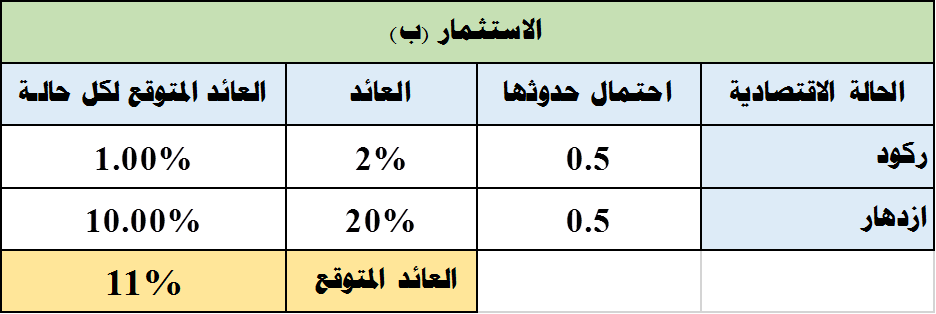 الاستثمار (ب)
الحالة الاقتصادية احتمال حدوثها العائد العائد المتوقع لكل حالة
ركود 0.5 2% 1.00%
ازدهار 0.5 20% 10.00%
العائد المتوقع 11%